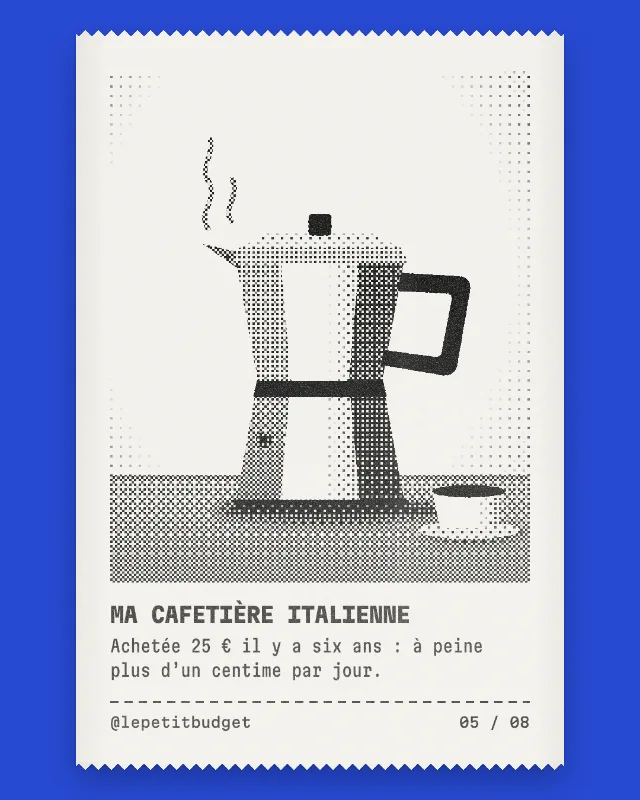 MA CAFETIÈRE ITALIENNE
Achetée 25 € il y a six ans : à peine
plus d’un centime par jour.
@lepetitbudget
05 / 08